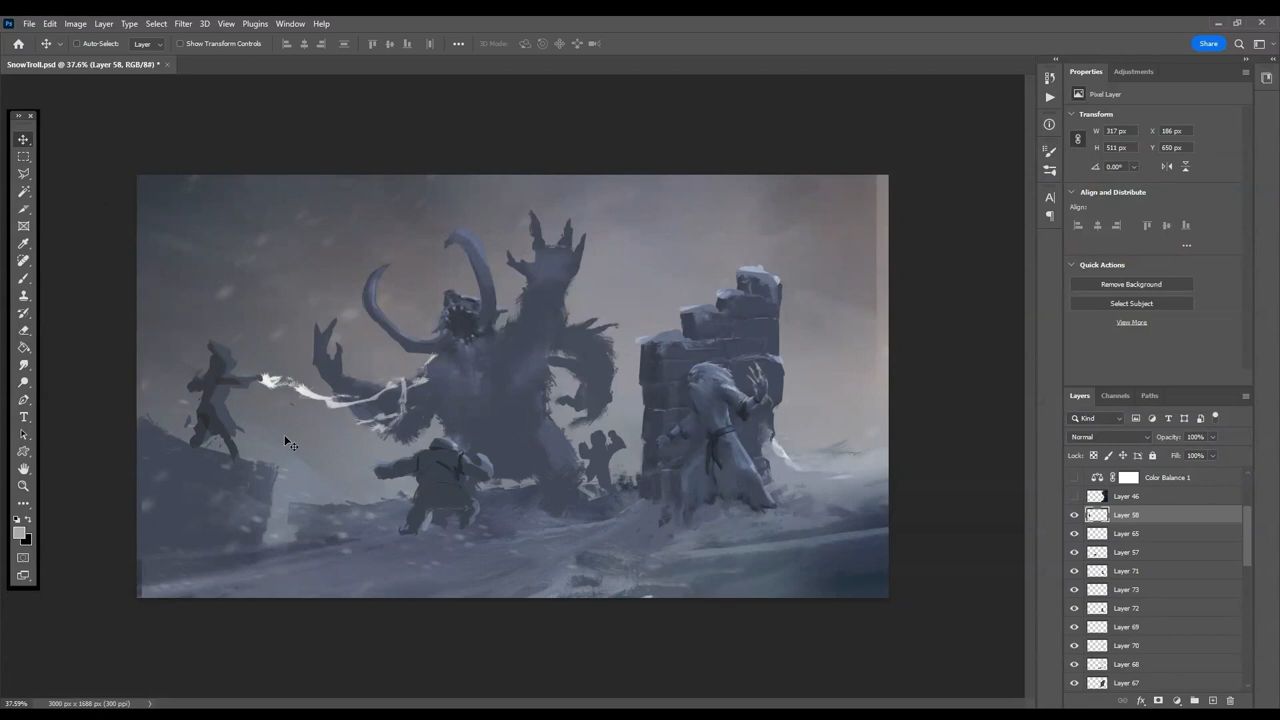 Ps File Edit Image Layer Type Select Filter 3D View Plugins Window Help
Auto-Select: Layer Show Transform Controls 3D Mode: Share
SnowTroll.psd @ 37.6% (Layer 58, RGB/8#) *
Properties Adjustments
Pixel Layer
Transform
W 317 px X 186 px
H 511 px Y 650 px
0.00°
Align and Distribute
Align:
Quick Actions
Remove Background
Select Subject
View More
Layers Channels Paths
Kind
Normal Opacity: 100%
Lock: Fill: 100%
Color Balance 1
Layer 46
Layer 58
Layer 65
Layer 57
Layer 71
Layer 73
Layer 72
Layer 69
Layer 70
Layer 68
Layer 67
37.59% 3000 px x 1688 px (300 ppi)